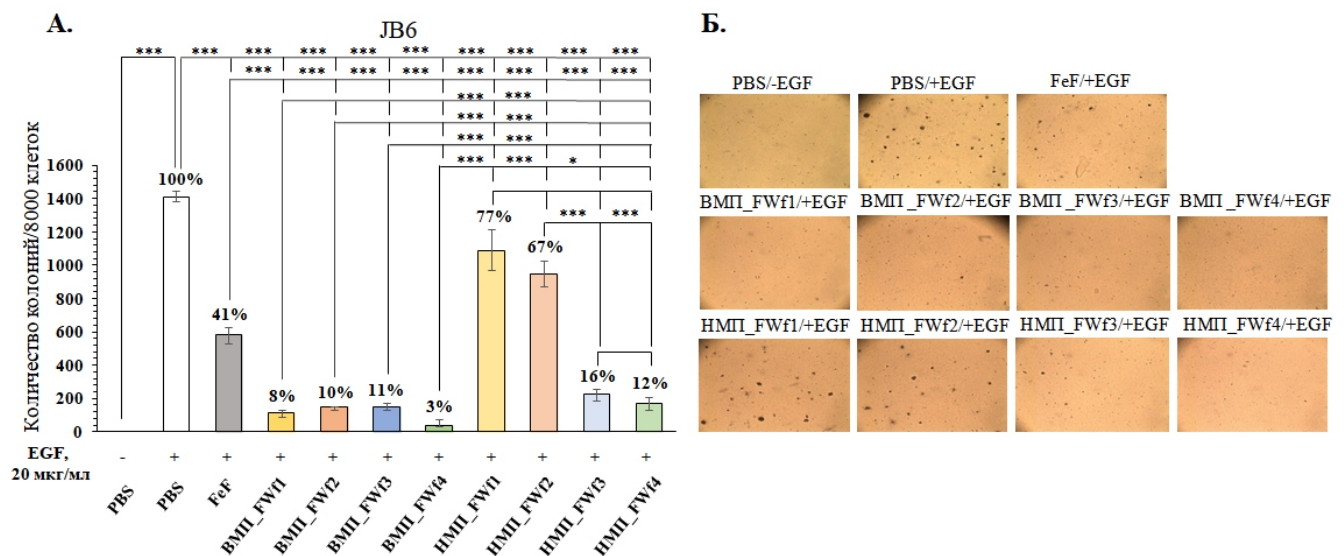 А.
JB6
*** *** *** *** *** *** *** *** *** ***
*** *** *** *** *** *** *** ***
*** ***
*** ***
*** ***
*** *** *
*** ***
Количество колоний/8000 клеток
1600
1400
1200
1000
800
600
400
200
0
100%
41%
8%
10%
11%
3%
77%
67%
16%
12%
EGF,
20 мкг/мл
- + + + + + + + + + +
PBS
PBS
FeF
ВМП_FWf1
ВМП_FWf2
ВМП_FWf3
ВМП_FWf4
НМП_FWf1
НМП_FWf2
НМП_FWf3
НМП_FWf4
Б.
PBS/-EGF PBS/+EGF FeF/+EGF
ВМП_FWf1/+EGF ВМП_FWf2/+EGF ВМП_FWf3/+EGF ВМП_FWf4/+EGF
НМП_FWf1/+EGF НМП_FWf2/+EGF НМП_FWf3/+EGF НМП_FWf4/+EGF